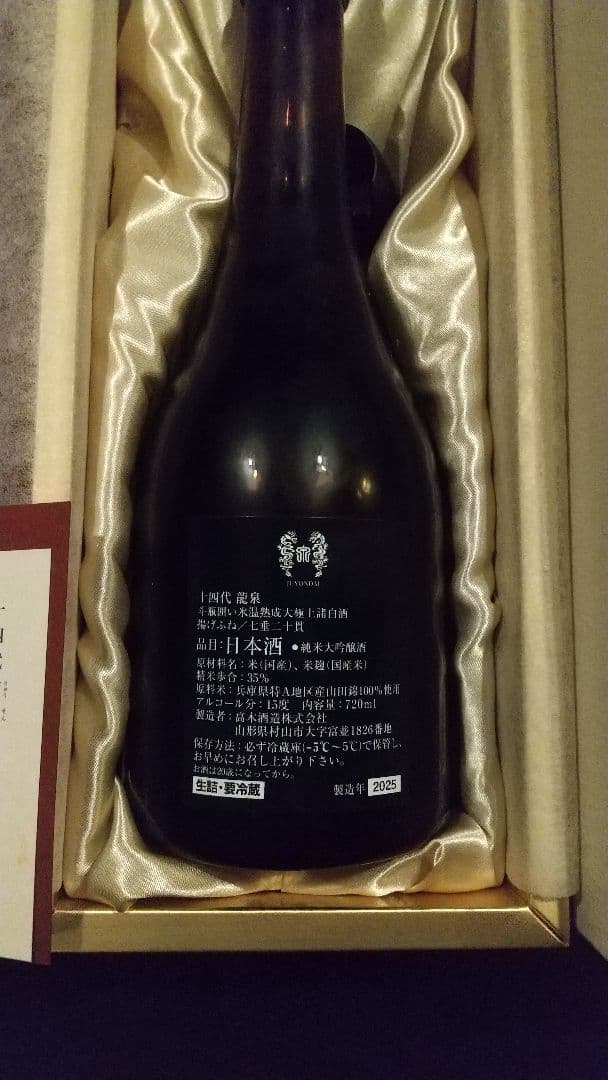 JUYONDAI
十四代 龍泉
斗瓶囲い氷温熟成大極上諸白酒
揚げふね／七垂二十貫
品目:日本酒 ●純米大吟醸酒
原材料名：米(国産)、米麹(国産米)
精米歩合：35%
原料米：兵庫県特A地区産山田錦100%使用
アルコール分：15度 内容量：720ml
製造者：高木酒造株式会社
山形県村山市大字富並1826番地
保存方法：必ず冷蔵庫(-5℃～5℃)で保管し、
お早めにお召し上がり下さい。
お酒は20歳になってから。
生詰・要冷蔵 製造年 2025